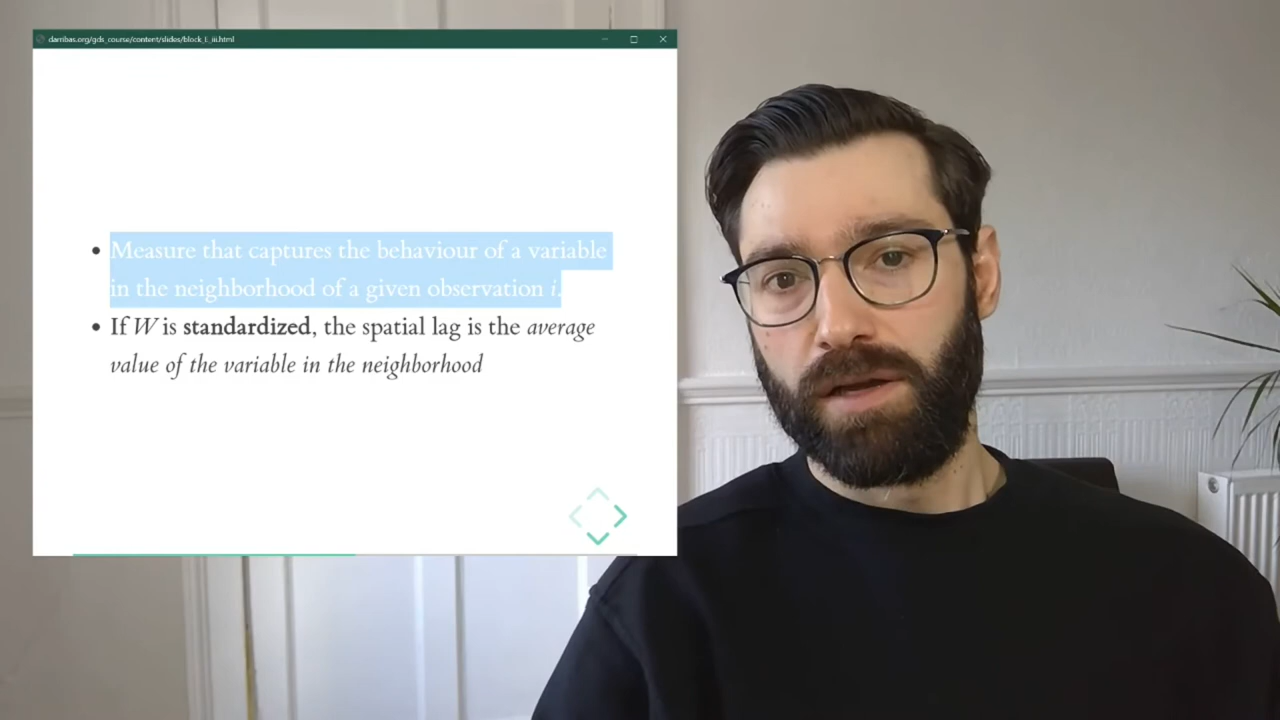 darribas.org/gds_course/content/slides/block_E_iii.html
Measure that captures the behaviour of a variable
in the neighborhood of a given observation i.
If W is standardized, the spatial lag is the average
value of the variable in the neighborhood